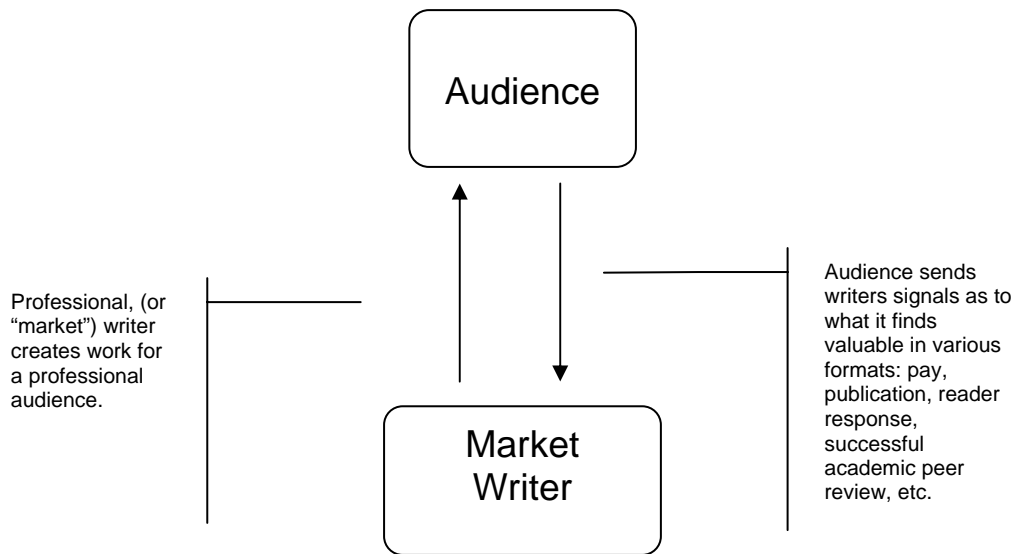 Audience
Professional, (or
“market”) writer
creates work for
a professional
audience.
Audience sends
writers signals as to
what it finds
valuable in various
formats: pay,
publication, reader
response,
successful
academic peer
review, etc.
Market
Writer